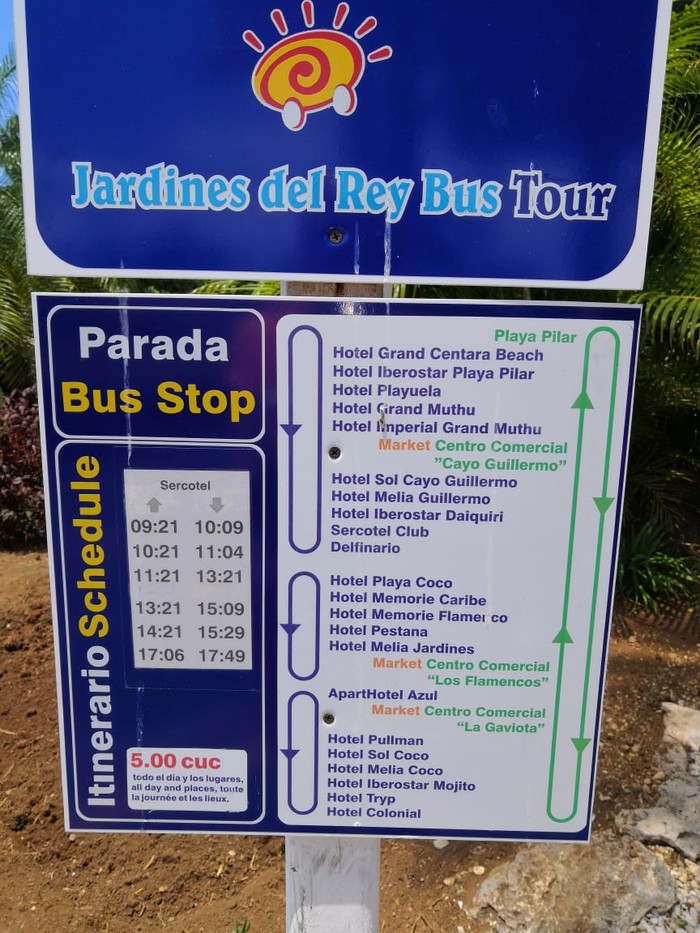 Jardines del Rey Bus Tour
Parada
Bus Stop
Itinerario Schedule
Sercotel
09:21 10:09
10:21 11:04
11:21 13:21
13:21 15:09
14:21 15:29
17:06 17:49
5.00 cuc
todo el día y los lugares,
all day and places, toute
la journée et les lieux.
Playa Pilar
Hotel Grand Centara Beach
Hotel Iberostar Playa Pilar
Hotel Playuela
Hotel Grand Muthu
Hotel Imperial Grand Muthu
Market Centro Comercial
"Cayo Guillermo"
Hotel Sol Cayo Guillermo
Hotel Melia Guillermo
Hotel Iberostar Daiquiri
Sercotel Club
Delfinario
Hotel Playa Coco
Hotel Memorie Caribe
Hotel Memorie Flamenco
Hotel Pestana
Hotel Melia Jardines
Market Centro Comercial
"Los Flamencos"
ApartHotel Azul
Market Centro Comercial
"La Gaviota"
Hotel Pullman
Hotel Sol Coco
Hotel Melia Coco
Hotel Iberostar Mojito
Hotel Tryp
Hotel Colonial